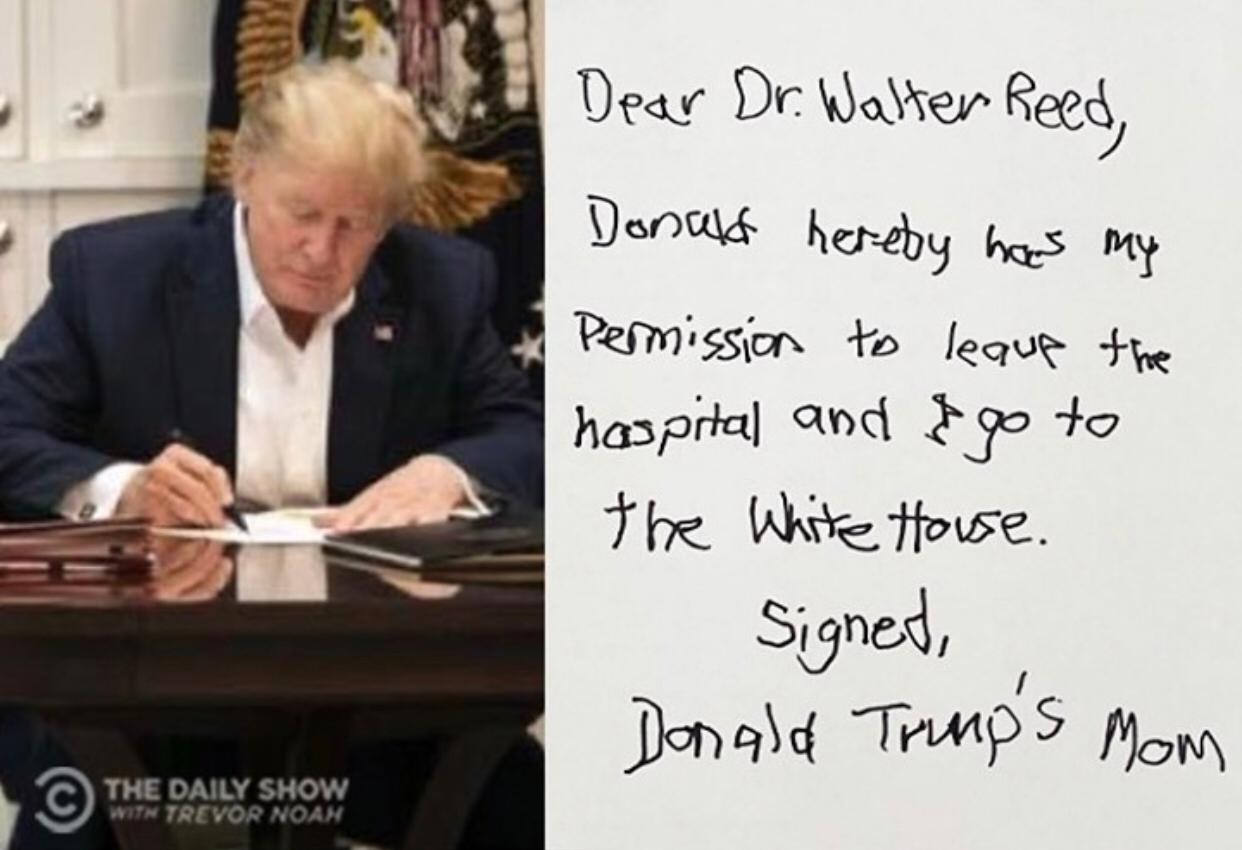 Dear Dr. Walter Reed,
Donald hereby has my
Permission to leave the
hospital and go to
the White House.
Signed,
Donald Trump's Mom
THE DAILY SHOW
WITH TREVOR NOAH